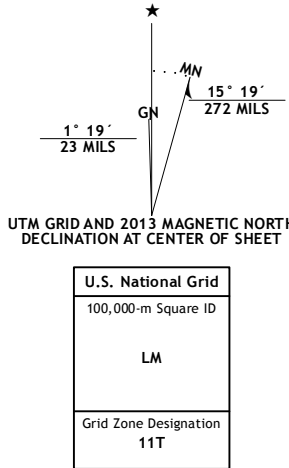 MN
GN
15° 19´
272 MILS
1° 19´
23 MILS
UTM GRID AND 2013 MAGNETIC NORTH
DECLINATION AT CENTER OF SHEET
U.S. National Grid
100,000-m Square ID
LM
Grid Zone Designation
11T